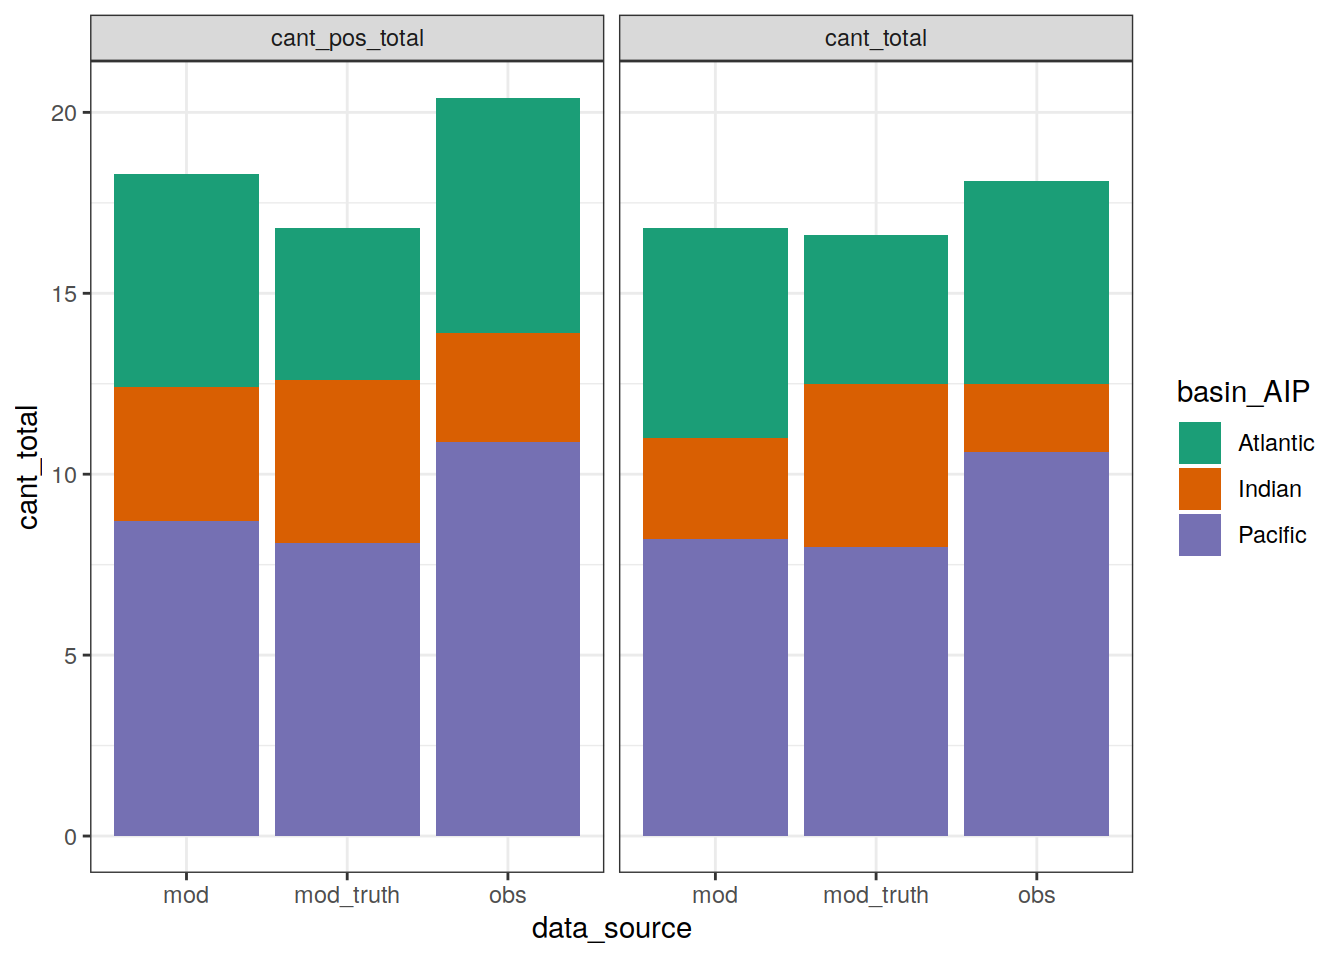 cant_pos_total
cant_total
20
15
10
5
0
cant_total
mod
mod_truth
obs
mod
mod_truth
obs
data_source
basin_AIP
Atlantic
Indian
Pacific